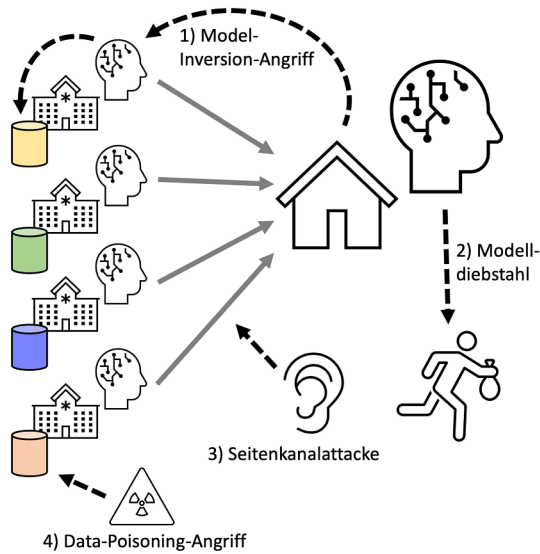 1) Model-
Inversion-Angriff
2) Modell-
diebstahl
3) Seitenkanalattacke
4) Data-Poisoning-Angriff